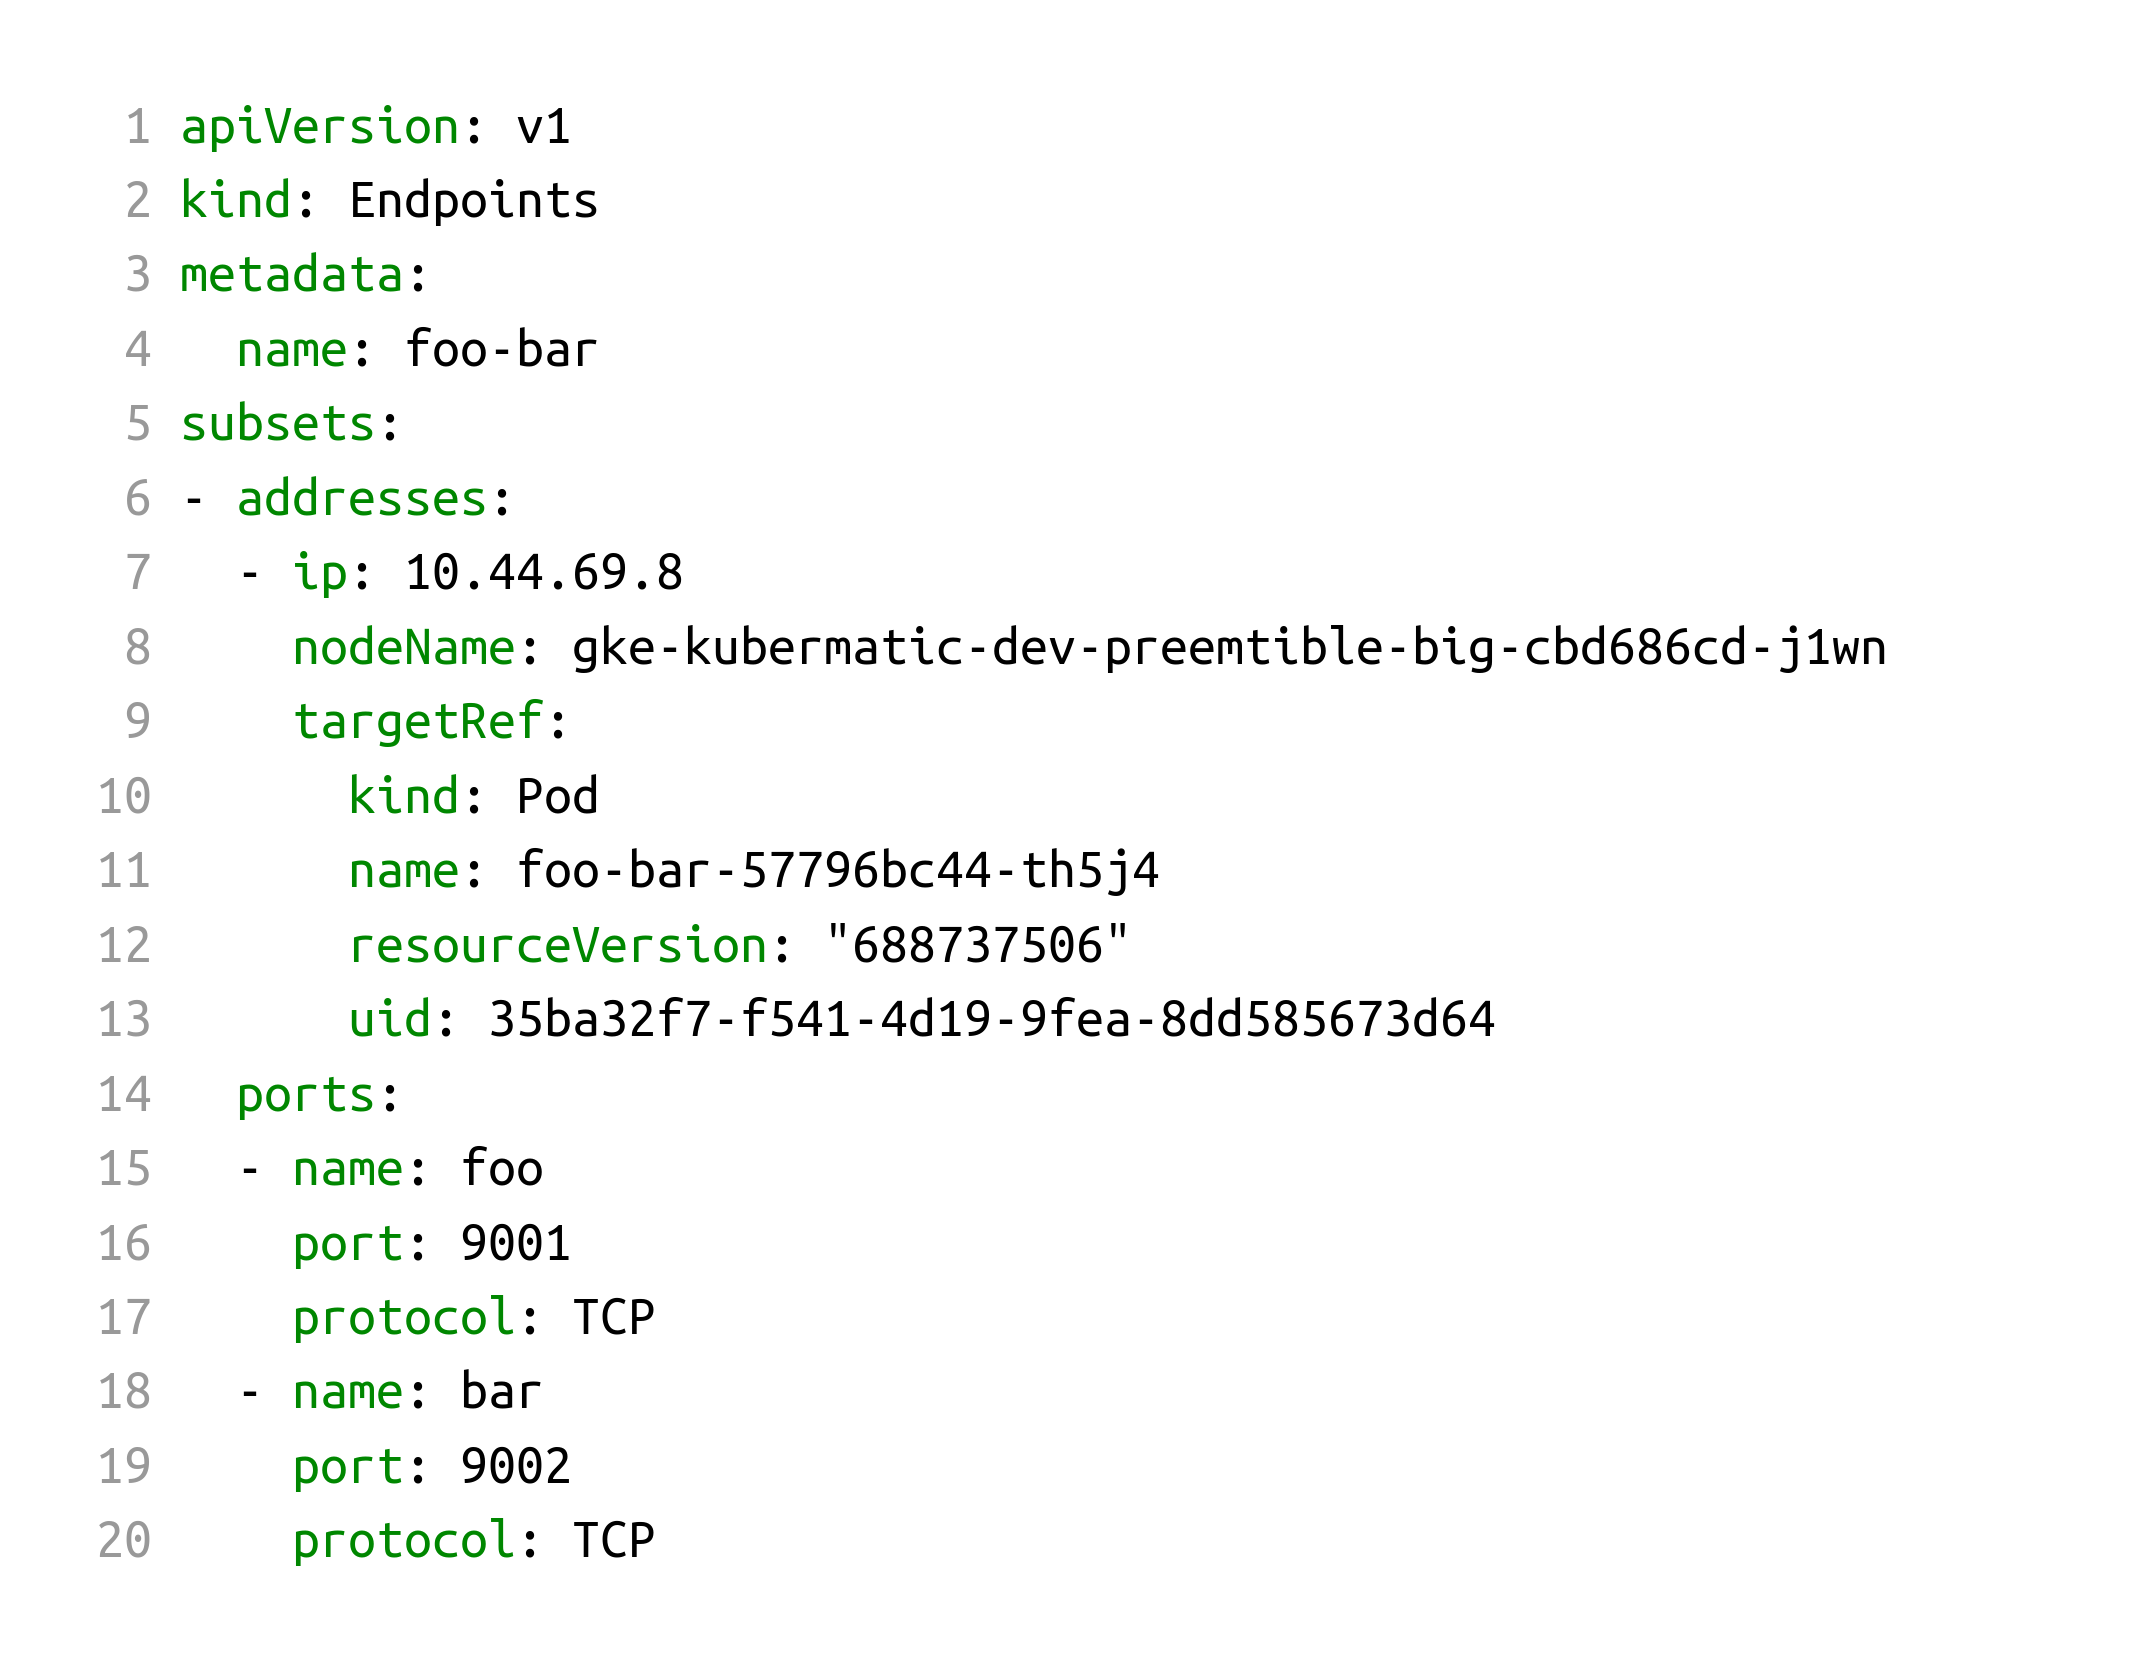 1 apiVersion: v1
2 kind: Endpoints
3 metadata:
4   name: foo-bar
5 subsets:
6 - addresses:
7   - ip: 10.44.69.8
8     nodeName: gke-kubermatic-dev-preemtible-big-cbd686cd-j1wn
9     targetRef:
10       kind: Pod
11       name: foo-bar-57796bc44-th5j4
12       resourceVersion: "688737506"
13       uid: 35ba32f7-f541-4d19-9fea-8dd585673d64
14   ports:
15   - name: foo
16     port: 9001
17     protocol: TCP
18   - name: bar
19     port: 9002
20     protocol: TCP